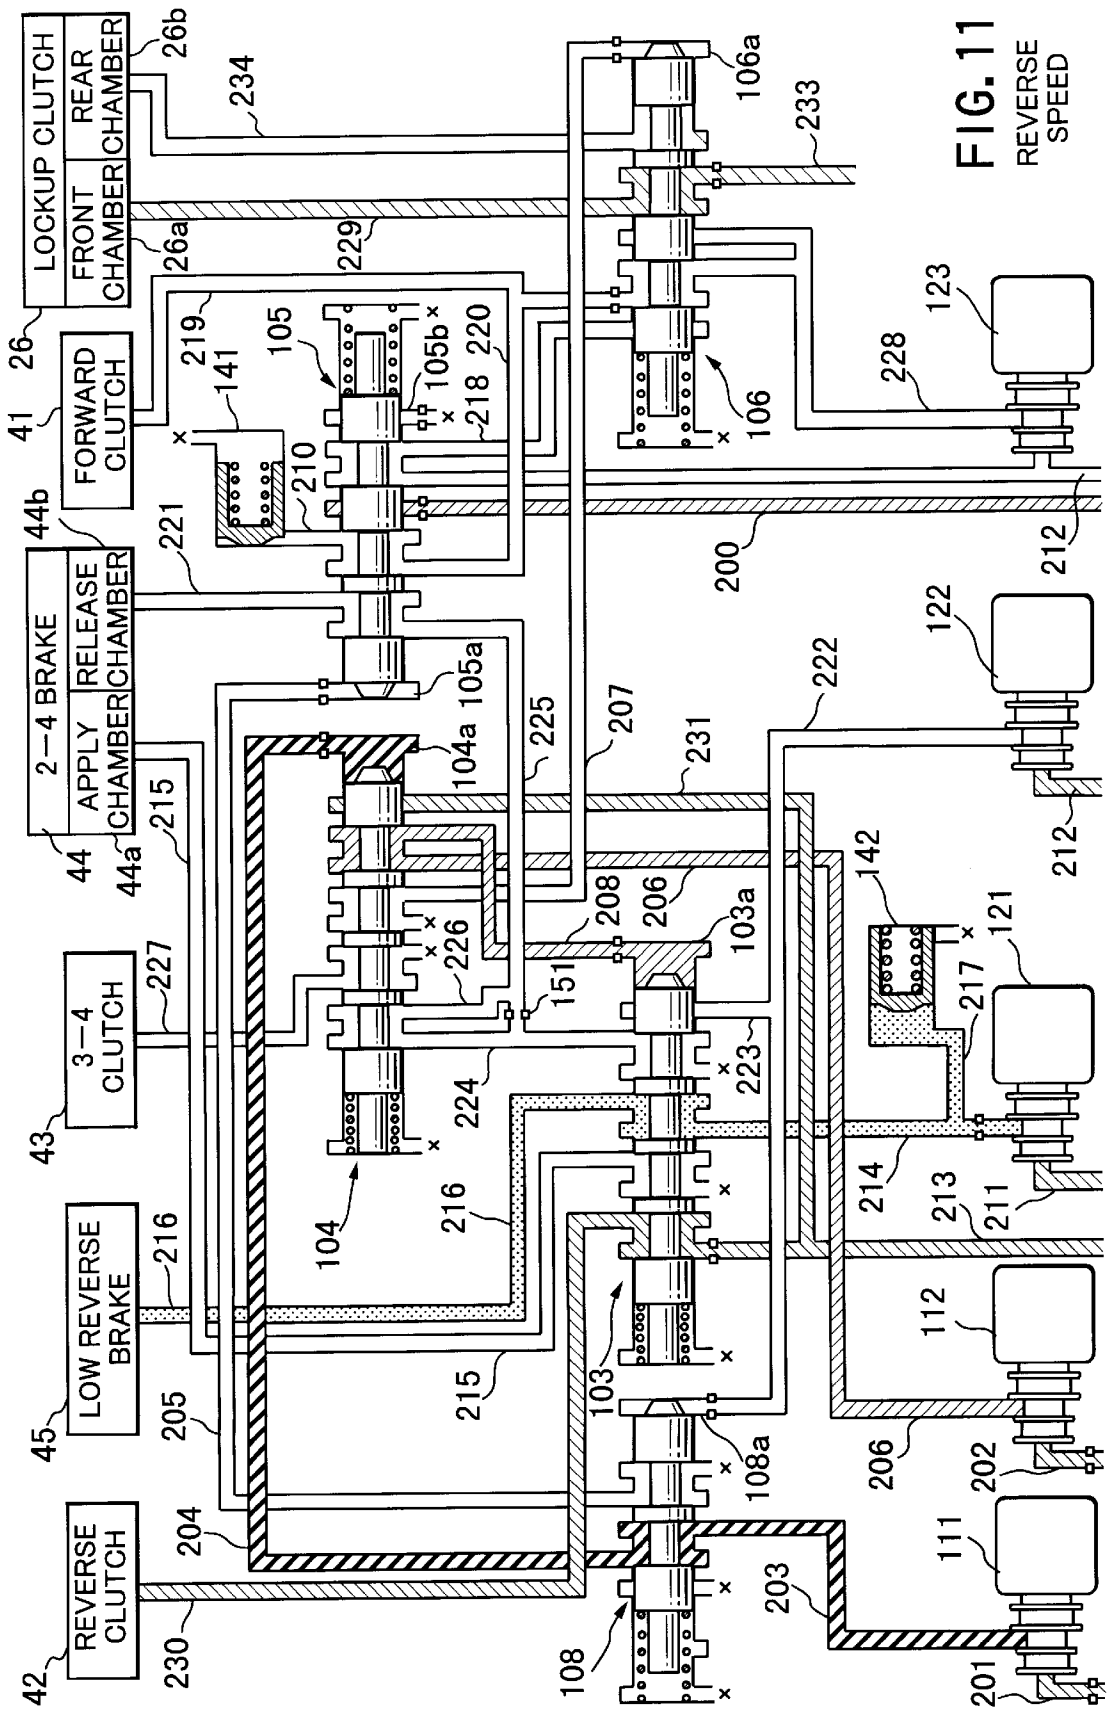 FIG.11
REVERSE
SPEED
42
REVERSE
CLUTCH
45
LOW REVERSE
BRAKE
43
3–4
CLUTCH
44
2–4 BRAKE
APPLY
CHAMBER
RELEASE
CHAMBER
44a
44b
41
FORWARD
CLUTCH
26
LOCKUP CLUTCH
FRONT
CHAMBER
REAR
CHAMBER
26a
26b
230
204
205
216
227
215
221
219
141
229
234
210
105
105b
105a
220
218
104
104a
216
215
224
226
225
207
151
208
206
231
103a
223
222
200
106
106a
233
228
108
108a
103
203
206
214
142
217
213
201
111
202
112
211
121
212
122
212
123
x
x
x
x
x
x
x
x
x
x
x
x
x
x